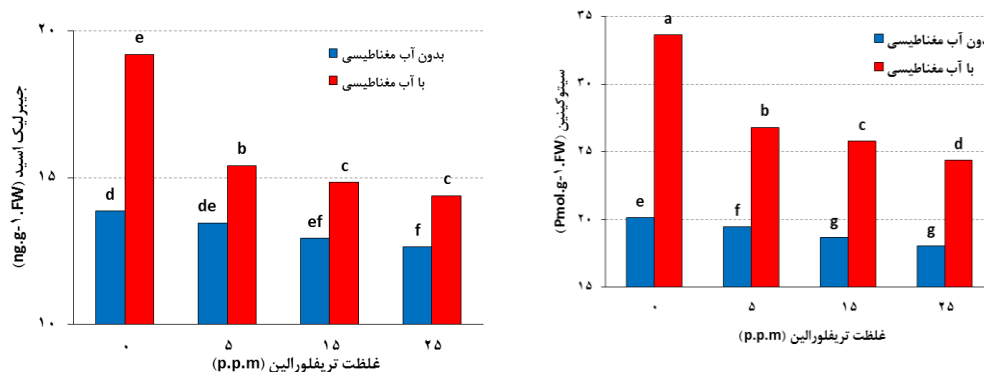 ۲۰
۱۵
۱۰
جیبرلیک اسید (ng.g-۱.FW)
بدون آب مغناطیسی
با آب مغناطیسی
e
d
b
de
c
ef
c
f
۰ ۵ ۱۵ ۲۵
غلظت تریفلورالین (p.p.m)
۳۵
۳۰
۲۵
۲۰
۱۵
سیتوکینین (Pmol.g-۱.FW)
آب مغناطیسی
با آب مغناطیسی
a
e
b
f
c
g
d
g
۰ ۵ ۱۵ ۲۵
غلظت تریفلورالین (p.p.m)